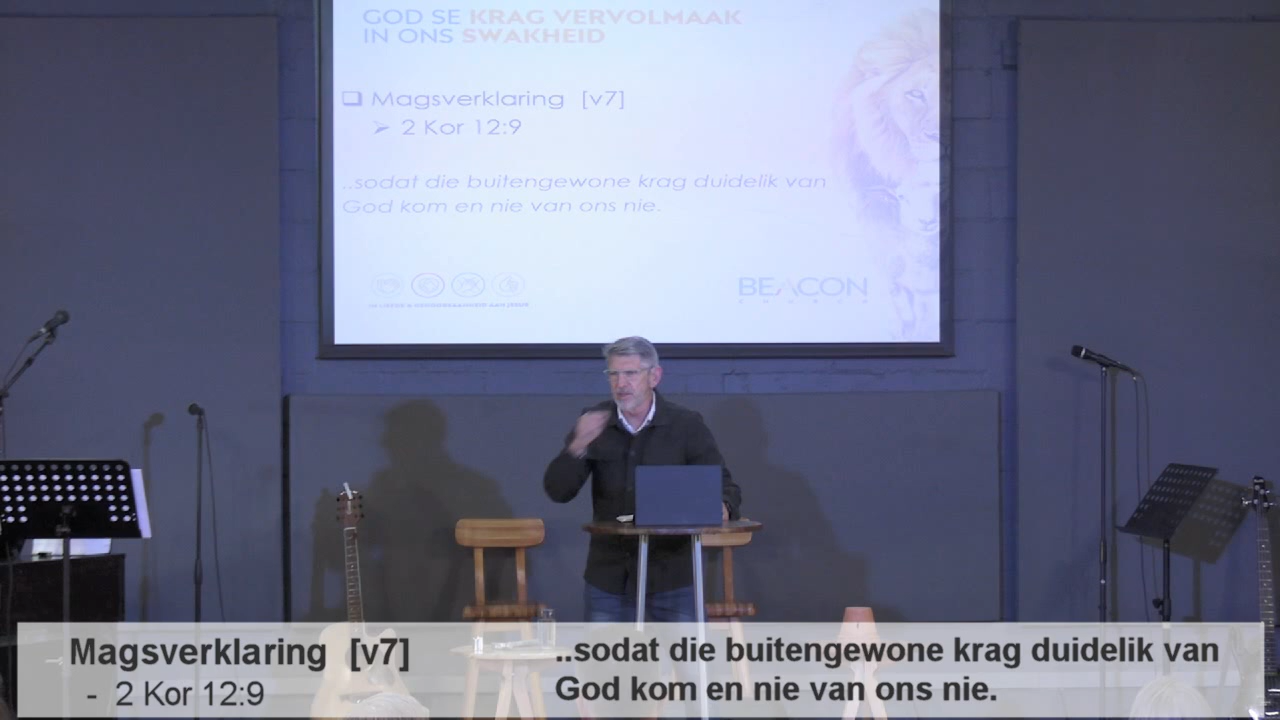 GOD SE KRAG VERVOLMAAK
IN ONS SWAKHEID
❑ Magsverklaring [v7]
➢ 2 Kor 12:9
..sodat die buitengewone krag duidelik van
God kom en nie van ons nie.
BEACON
CHURCH
Magsverklaring [v7]
- 2 Kor 12:9
..sodat die buitengewone krag duidelik van
God kom en nie van ons nie.